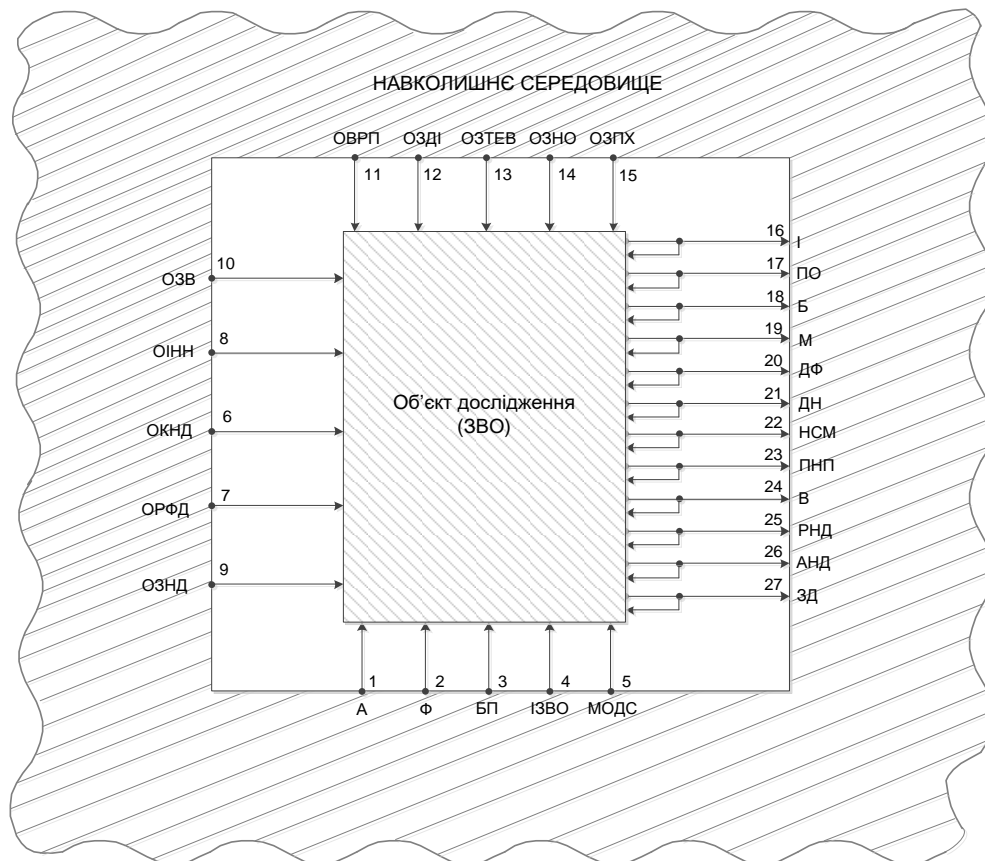 НАВКОЛИШНЄ СЕРЕДОВИЩЕ
ОВРП ОЗДІ ОЗТЕВ ОЗНО ОЗПХ
11 12 13 14 15
16 І
10
ОЗВ
17 ПО
18 Б
8
ОІНН
19 М
20 ДФ
Об’єкт дослідження
(ЗВО)
21 ДН
6
ОКНД
22 НСМ
23 ПНП
7
ОРФД
24 В
25 РНД
9
ОЗНД
26 АНД
27 ЗД
1 2 3 4 5
А Ф БП ІЗВО МОДС